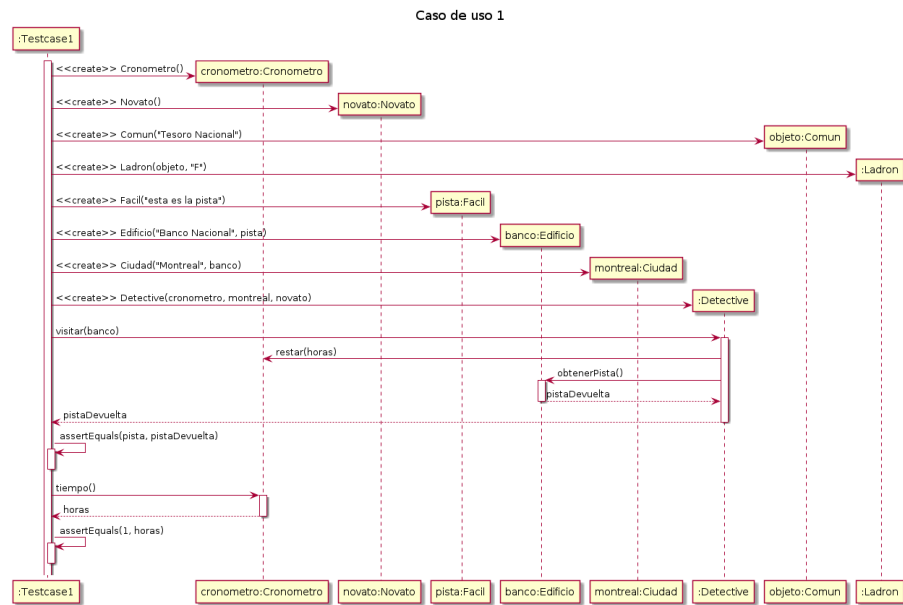 Caso de uso 1
:Testcase1
<<create>> Cronometro()
cronometro:Cronometro
<<create>> Novato()
novato:Novato
<<create>> Comun("Tesoro Nacional")
objeto:Comun
<<create>> Ladron(objeto, "F")
:Ladron
<<create>> Facil("esta es la pista")
pista:Facil
<<create>> Edificio("Banco Nacional", pista)
banco:Edificio
<<create>> Ciudad("Montreal", banco)
montreal:Ciudad
<<create>> Detective(cronometro, montreal, novato)
:Detective
visitar(banco)
restar(horas)
obtenerPista()
pistaDevuelta
pistaDevuelta
assertEquals(pista, pistaDevuelta)
tiempo()
horas
assertEquals(1, horas)
:Testcase1
cronometro:Cronometro
novato:Novato
pista:Facil
banco:Edificio
montreal:Ciudad
:Detective
objeto:Comun
:Ladron